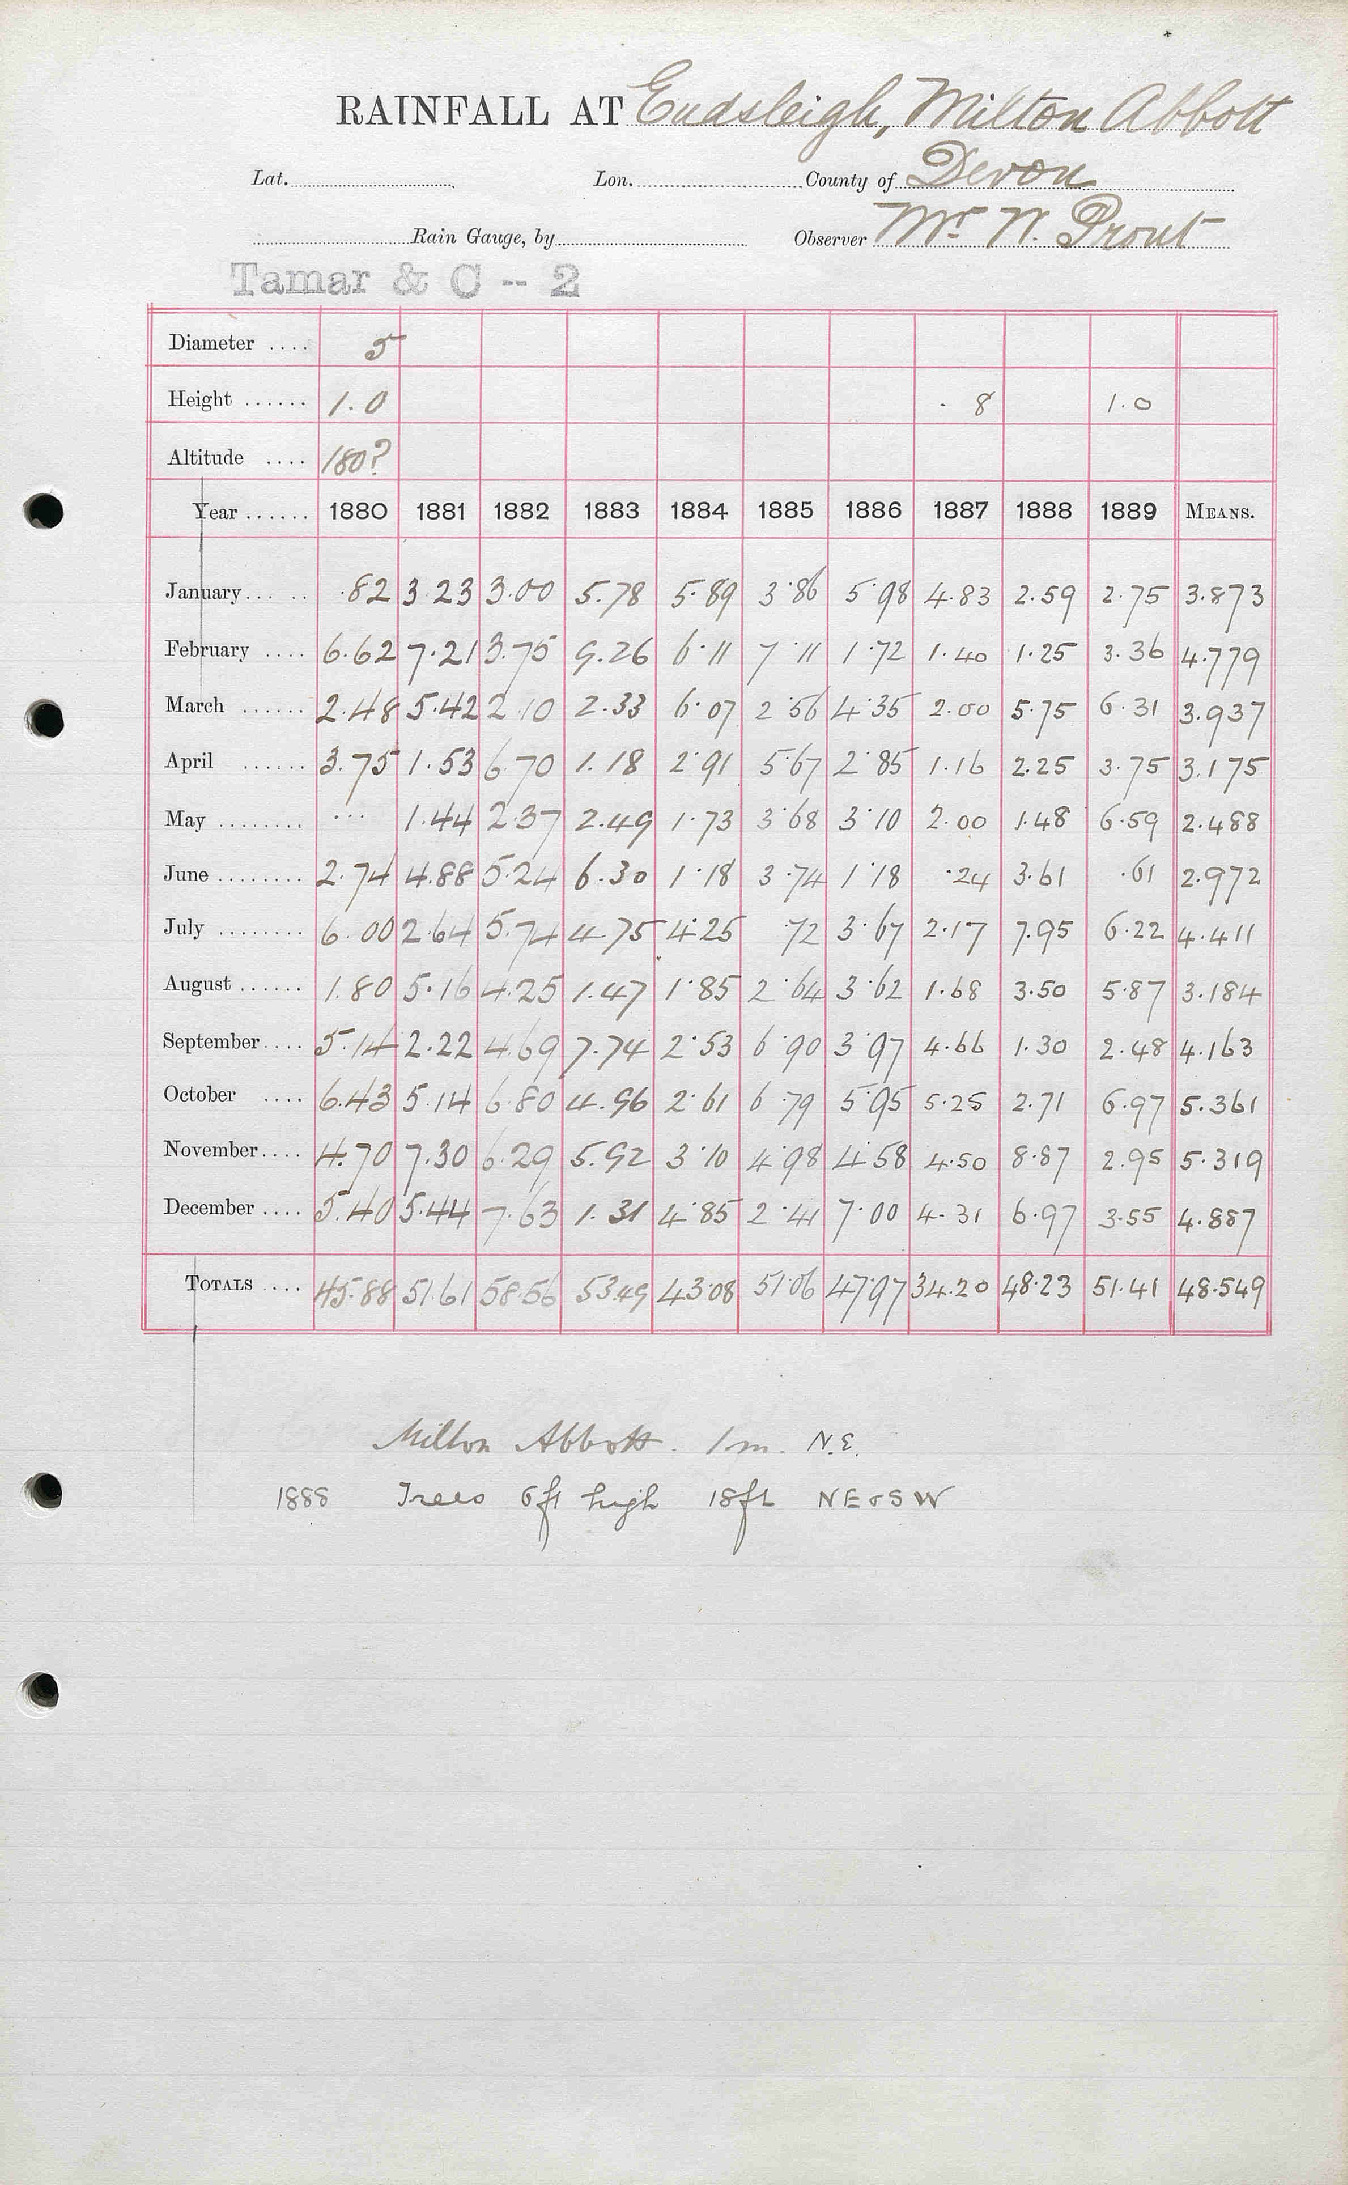 RAINFALL AT Endsleigh, Milton Abbott
Lat. Lon. County of Devon
Rain Gauge, by Observer Mr. N. Prout
Tamar & C -- 2
Diameter .... 5
Height ...... 1.0 .8 1.0
Altitude .... 180?
Year ...... 1880 1881 1882 1883 1884 1885 1886 1887 1888 1889 MEANS.
January ... .82 3.23 3.00 5.78 5.89 3.86 5.98 4.83 2.59 2.75 3.873
February .... 6.62 7.21 3.75 9.26 6.11 7.11 1.72 1.40 1.25 3.36 4.779
March ...... 2.48 5.42 2.10 2.33 6.07 2.56 4.35 2.00 5.75 6.31 3.937
April ...... 3.75 1.53 6.70 1.18 2.91 5.67 2.85 1.16 2.25 3.75 3.175
May ........ ... 1.44 2.37 2.49 1.73 3.68 3.10 2.00 1.48 6.59 2.488
June ........ 2.74 4.88 5.24 6.30 1.18 3.74 1.18 .24 3.61 .61 2.972
July ........ 6.00 2.64 5.74 4.75 4.25 .72 3.67 2.17 7.95 6.22 4.411
August ...... 1.80 5.16 4.25 1.47 1.85 2.64 3.62 1.68 3.50 5.87 3.184
September .... 5.14 2.22 4.69 7.74 2.53 6.90 3.97 4.66 1.30 2.48 4.163
October .... 6.43 5.14 6.80 4.96 2.61 6.79 5.95 5.25 2.71 6.97 5.361
November .... 4.70 7.30 6.29 5.92 3.10 4.98 4.58 4.50 8.87 2.95 5.319
December .... 5.40 5.44 7.63 1.31 4.85 2.41 7.00 4.31 6.97 3.55 4.887
TOTALS .... 45.88 51.61 58.56 53.49 43.08 51.06 47.97 34.20 48.23 51.41 48.549
Milton Abbott. 1m. N.E.
1888 Trees 6ft high 18ft NE & SW